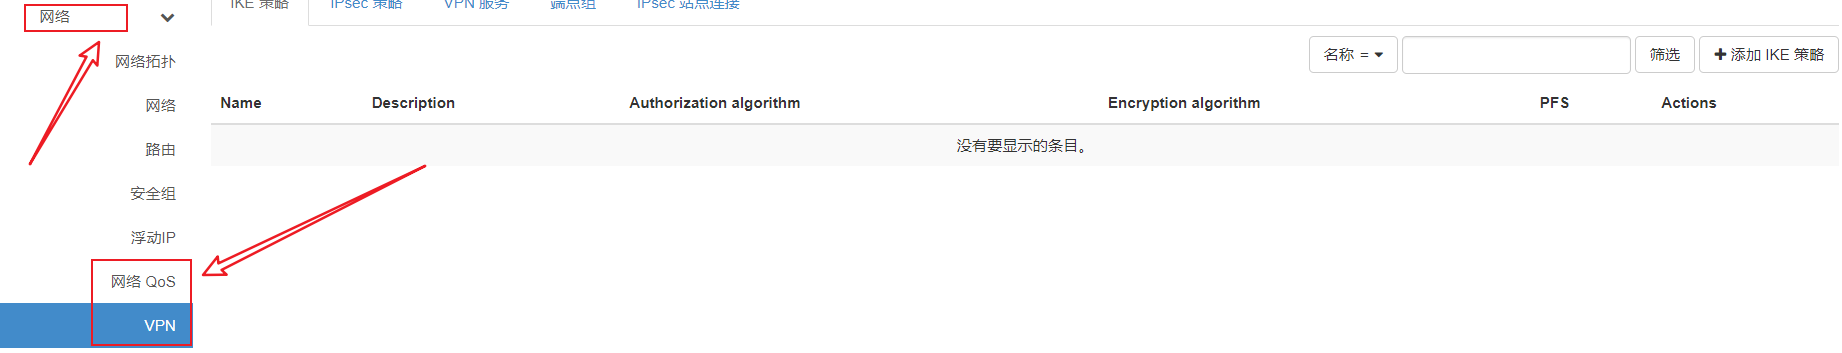 网络
IKE 策略 IPsec 策略 VPN 服务 端点组 IPsec 站点连接
网络拓扑
网络
路由
安全组
浮动IP
网络 QoS
VPN
名称 = 筛选 添加 IKE 策略
Name Description Authorization algorithm Encryption algorithm PFS Actions
没有要显示的条目。